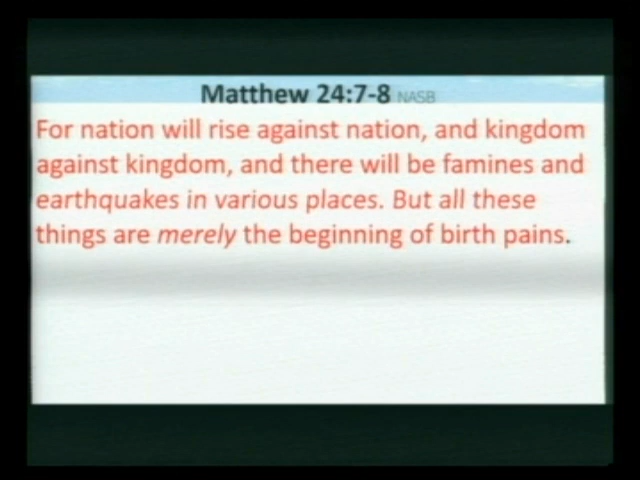 Matthew 24:7-8 NASB
For nation will rise against nation, and kingdom
against kingdom, and there will be famines and
earthquakes in various places. But all these
things are merely the beginning of birth pains.